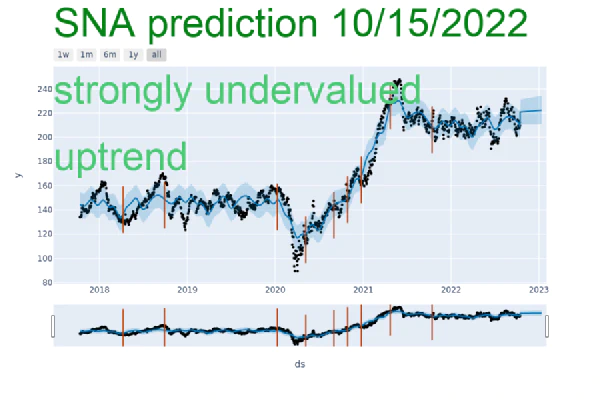 SNA prediction 10/15/2022
1w 1m 6m 1y all
strongly undervalued
uptrend
240
220
200
180
160
140
120
100
80
y
2018 2019 2020 2021 2022 2023
ds